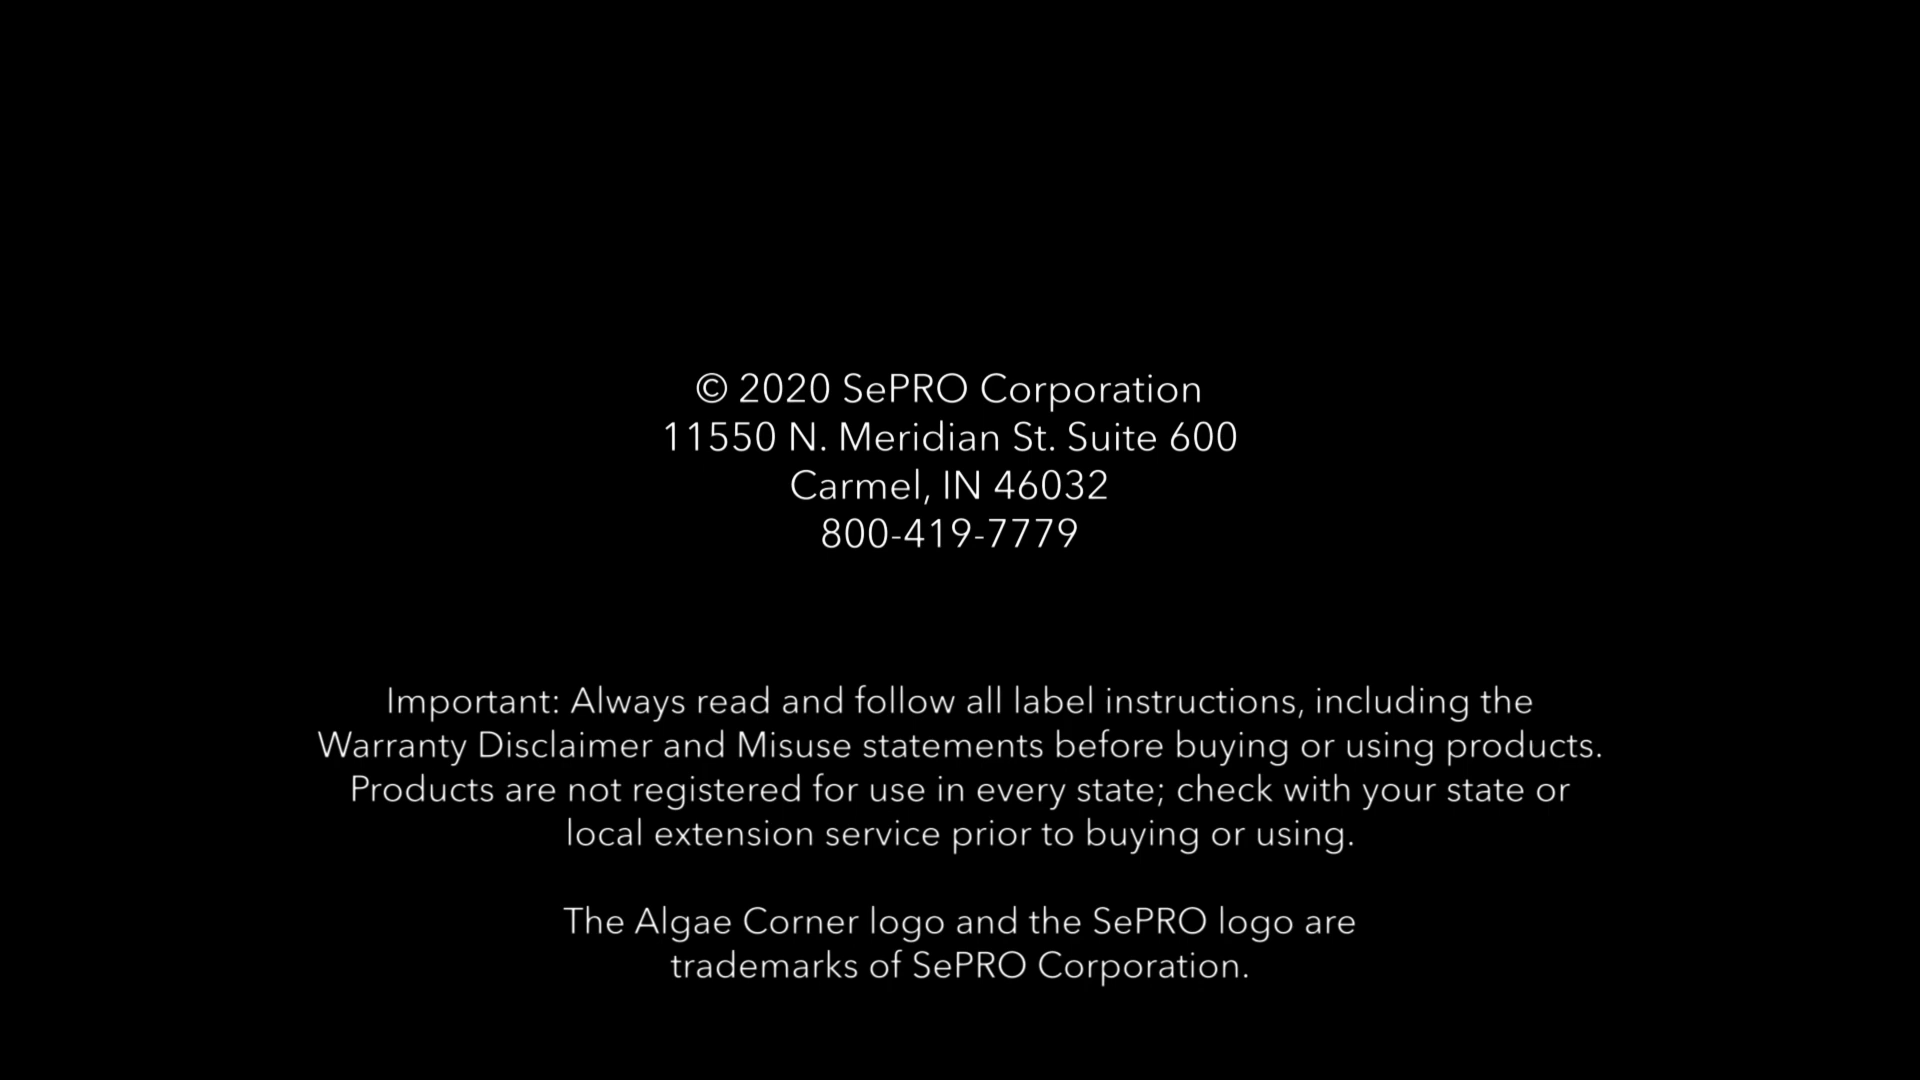 © 2020 SePRO Corporation
11550 N. Meridian St. Suite 600
Carmel, IN 46032
800-419-7779
Important: Always read and follow all label instructions, including the
Warranty Disclaimer and Misuse statements before buying or using products.
Products are not registered for use in every state; check with your state or
local extension service prior to buying or using.
The Algae Corner logo and the SePRO logo are
trademarks of SePRO Corporation.